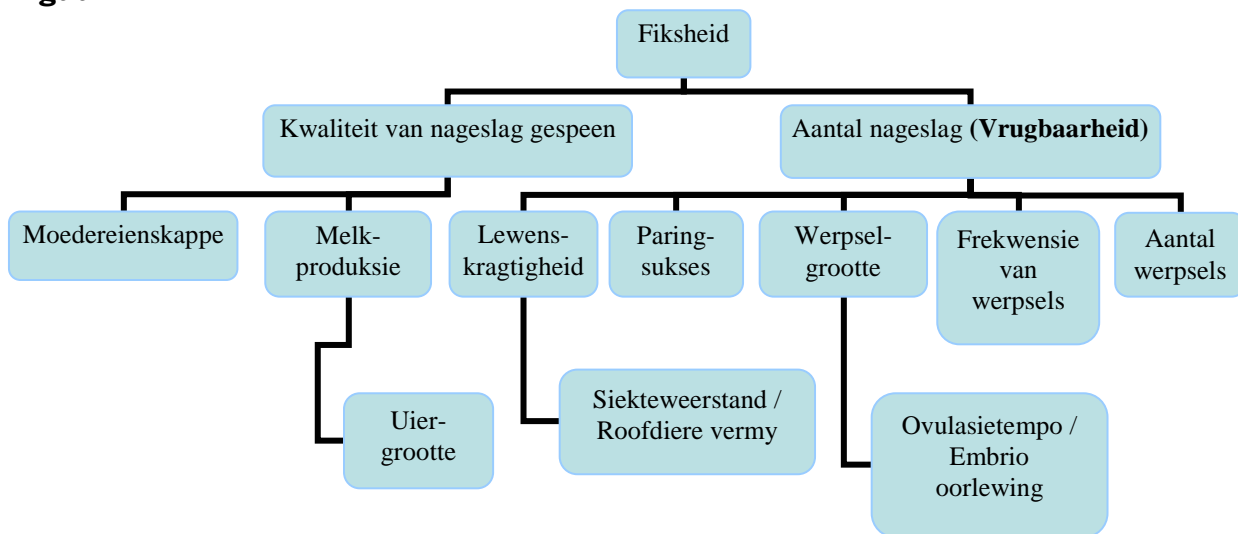 Fiksheid
Kwaliteit van nageslag gespeen
Aantal nageslag (Vrugbaarheid)
Moedereienskappe
Melk-
produksie
Lewens-
kragtigheid
Paring-
sukses
Werpsel-
grootte
Frekwensie
van
werpsels
Aantal
werpsels
Uier-
grootte
Siekteweerstand /
Roofdiere vermy
Ovulasietempo /
Embrio
oorlewing